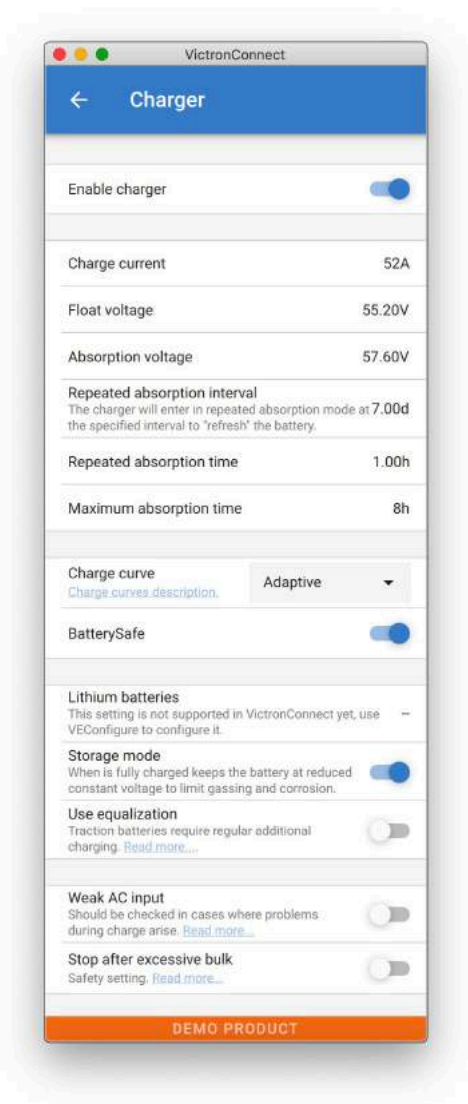 VictronConnect
Charger
Enable charger
Charge current 52A
Float voltage 55.20V
Absorption voltage 57.60V
Repeated absorption interval
The charger will enter in repeated absorption mode at 7.00d
the specified interval to "refresh" the battery.
Repeated absorption time 1.00h
Maximum absorption time 8h
Charge curve
Charge curves description. Adaptive
BatterySafe
Lithium batteries
This setting is not supported in VictronConnect yet, use --
VEConfigure to configure it.
Storage mode
When is fully charged keeps the battery at reduced
constant voltage to limit gassing and corrosion.
Use equalization
Traction batteries require regular additional
charging. Read more....
Weak AC input
Should be checked in cases where problems
during charge arise. Read more...
Stop after excessive bulk
Safety setting. Read more...
DEMO PRODUCT